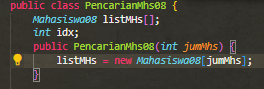 public class PencarianMhs08 {
    Mahasiswa08 listMHs[];
    int idx;
    public PencarianMhs08(int jumMhs) {
        listMHs = new Mahasiswa08[jumMhs];
    }